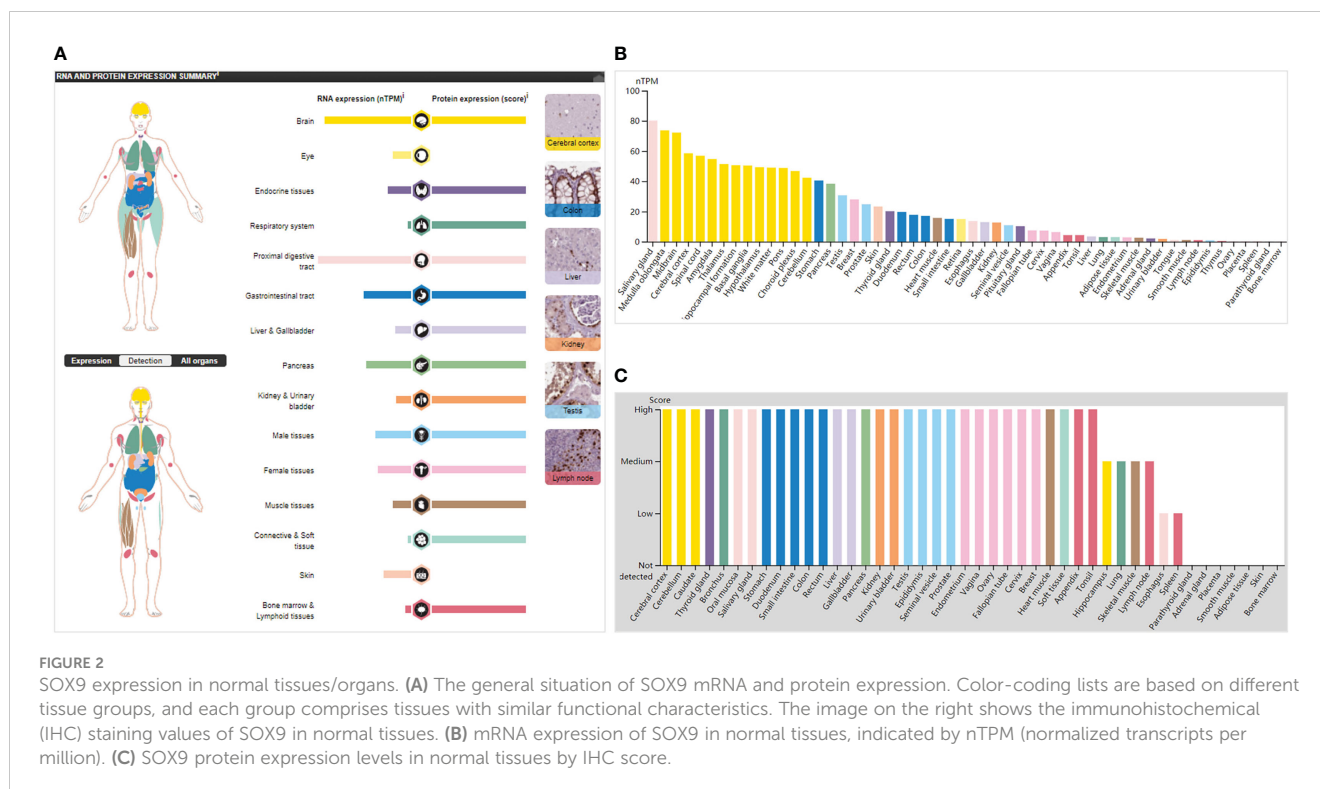 A
RNA AND PROTEIN EXPRESSION SUMMARYi
RNA expression (nTPM)i
Protein expression (score)i
Brain
Eye
Endocrine tissues
Respiratory system
Proximal digestive
tract
Gastrointestinal tract
Liver & Gallbladder
Pancreas
Kidney & Urinary
bladder
Male tissues
Female tissues
Muscle tissues
Connective & Soft
tissue
Skin
Bone marrow &
Lymphoid tissues
Expression
Detection
All organs
Cerebral cortex
Colon
Liver
Kidney
Testis
Lymph node
B
nTPM
100
80
60
40
20
0
Salivary gland
Medulla oblongata
Midbrain
Cerebral cortex
Spinal cord
Amygdala
Thalamus
lippocampal formation
Basal ganglia
Hypothalamus
White matter
Pons
Choroid plexus
Cerebellum
Stomach
Pancreas
Testis
Breast
Prostate
Skin
Thyroid gland
Duodenum
Rectum
Colon
Heart muscle
Small intestine
Retina
Esophagus
Gallbladder
Kidney
Seminal vesicle
Pituitary gland
Fallopian tube
Cervix
Vagina
Appendix
Tonsil
Liver
Lung
Adipose tissue
Endometrium
Skeletal muscle
Adrenal gland
Urinary bladder
Tongue
Smooth muscle
Lymph node
Epididymis
Thymus
Ovary
Placenta
Spleen
Parathyroid gland
Bone marrow
C
Score
High
Medium
Low
Not
detected
Cerebral cortex
Cerebellum
Caudate
Thyroid gland
Bronchus
Oral mucosa
Salivary gland
Stomach
Duodenum
Small intestine
Colon
Rectum
Liver
Gallbladder
Pancreas
Kidney
Urinary bladder
Testis
Epididymis
Seminal vesicle
Prostate
Endometrium
Vagina
Ovary
Fallopian tube
Cervix
Breast
Heart muscle
Soft tissue
Appendix
Tonsil
Hippocampus
Lung
Skeletal muscle
Lymph node
Esophagus
Spleen
Parathyroid gland
Adrenal gland
Placenta
Smooth muscle
Adipose tissue
Skin
Bone marrow
FIGURE 2
SOX9 expression in normal tissues/organs. (A) The general situation of SOX9 mRNA and protein expression. Color-coding lists are based on different
tissue groups, and each group comprises tissues with similar functional characteristics. The image on the right shows the immunohistochemical
(IHC) staining values of SOX9 in normal tissues. (B) mRNA expression of SOX9 in normal tissues, indicated by nTPM (normalized transcripts per
million). (C) SOX9 protein expression levels in normal tissues by IHC score.